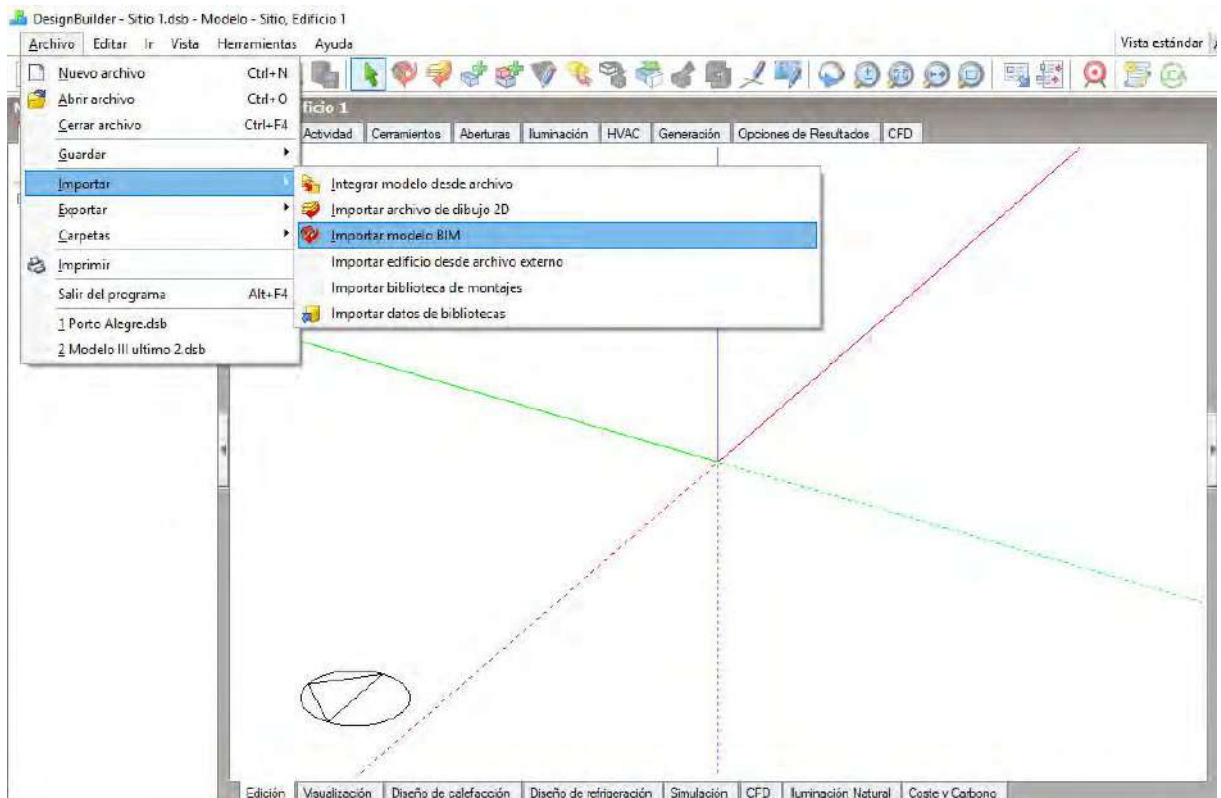 DesignBuilder - Sitio 1.dsb - Modelo - Sitio, Edificio 1
Archivo Editar Ir Vista Herramientas Ayuda Vista estándar
Nuevo archivo Ctrl+N
Abrir archivo Ctrl+O
Cerrar archivo Ctrl+F4
Guardar
Importar
Exportar
Carpetas
Imprimir
Salir del programa Alt+F4
1 Porto Alegre.dsb
2 Modelo III ultimo 2.dsb
ficio 1
Actividad Cerramientos Aberturas Iluminación HVAC Generación Opciones de Resultados CFD
Integrar modelo desde archivo
Importar archivo de dibujo 2D
Importar modelo BIM
Importar edificio desde archivo externo
Importar biblioteca de montajes
Importar datos de bibliotecas
Edición Visualización Diseño de calefacción Diseño de refrigeración Simulación CFD Iluminación Natural Coste y Carbono